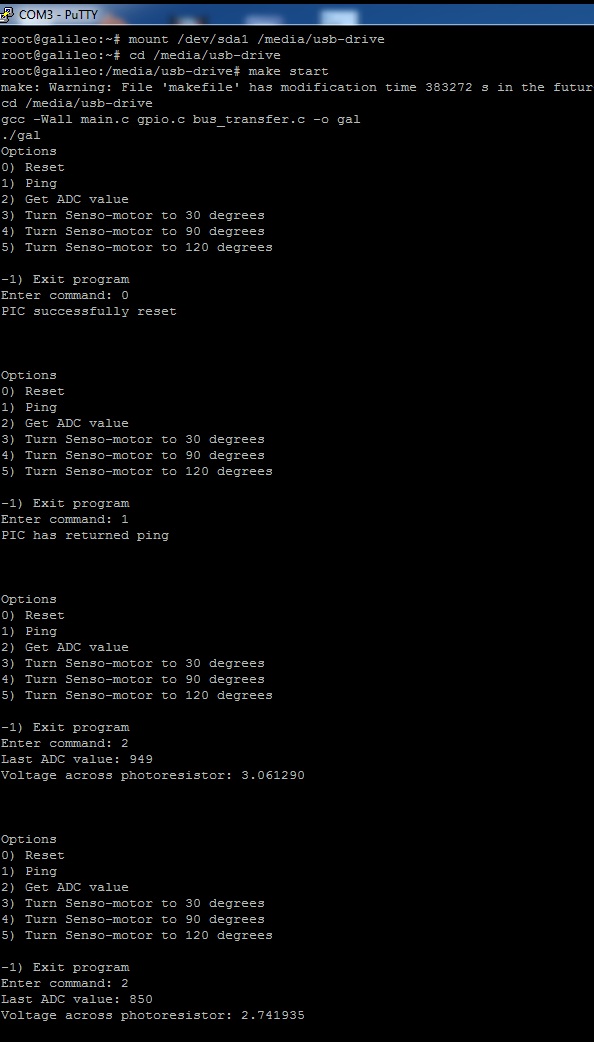 COM3 - PuTTY
root@galileo:~# mount /dev/sda1 /media/usb-drive
root@galileo:~# cd /media/usb-drive
root@galileo:/media/usb-drive# make start
make: Warning: File 'makefile' has modification time 383272 s in the futur
cd /media/usb-drive
gcc -Wall main.c gpio.c bus_transfer.c -o gal
./gal
Options
0) Reset
1) Ping
2) Get ADC value
3) Turn Senso-motor to 30 degrees
4) Turn Senso-motor to 90 degrees
5) Turn Senso-motor to 120 degrees
-1) Exit program
Enter command: 0
PIC successfully reset
Options
0) Reset
1) Ping
2) Get ADC value
3) Turn Senso-motor to 30 degrees
4) Turn Senso-motor to 90 degrees
5) Turn Senso-motor to 120 degrees
-1) Exit program
Enter command: 1
PIC has returned ping
Options
0) Reset
1) Ping
2) Get ADC value
3) Turn Senso-motor to 30 degrees
4) Turn Senso-motor to 90 degrees
5) Turn Senso-motor to 120 degrees
-1) Exit program
Enter command: 2
Last ADC value: 949
Voltage across photoresistor: 3.061290
Options
0) Reset
1) Ping
2) Get ADC value
3) Turn Senso-motor to 30 degrees
4) Turn Senso-motor to 90 degrees
5) Turn Senso-motor to 120 degrees
-1) Exit program
Enter command: 2
Last ADC value: 850
Voltage across photoresistor: 2.741935